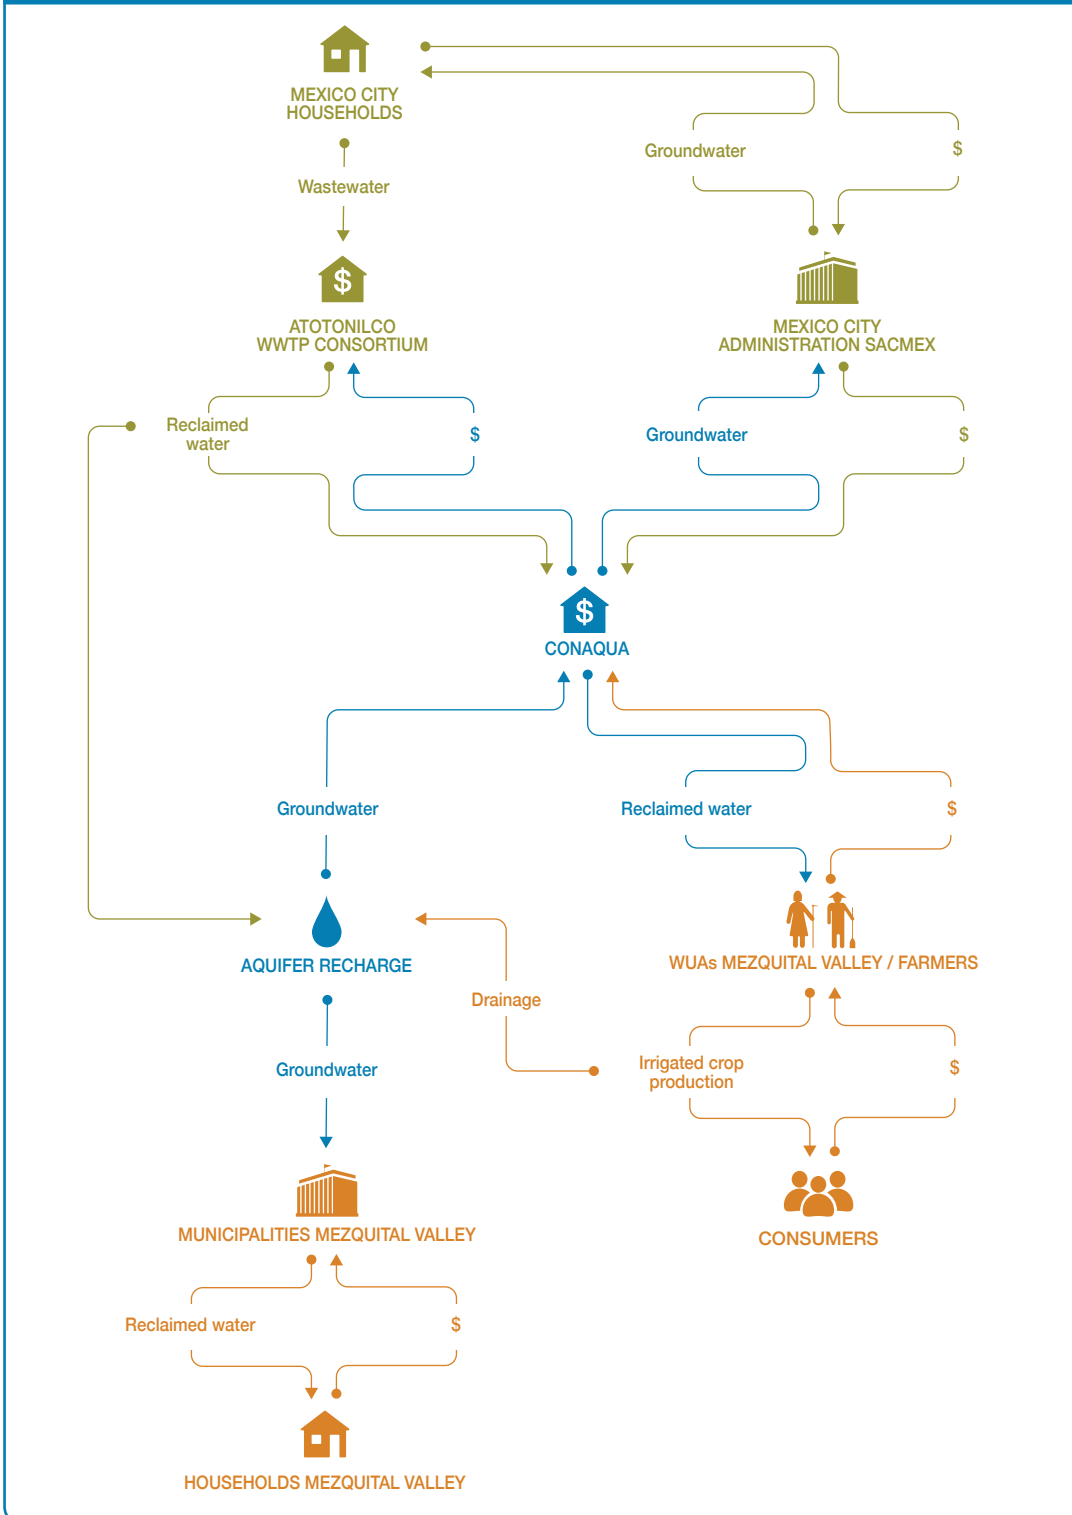 MEXICO CITY
HOUSEHOLDS
Groundwater
$
Wastewater
$
ATOTONILCO
WWTP CONSORTIUM
MEXICO CITY
ADMINISTRATION SACMEX
Reclaimed
water
$
Groundwater
$
$
CONAQUA
Groundwater
Reclaimed water
$
AQUIFER RECHARGE
WUAs MEZQUITAL VALLEY / FARMERS
Drainage
Groundwater
Irrigated crop
production
$
MUNICIPALITIES MEZQUITAL VALLEY
CONSUMERS
Reclaimed water
$
HOUSEHOLDS MEZQUITAL VALLEY